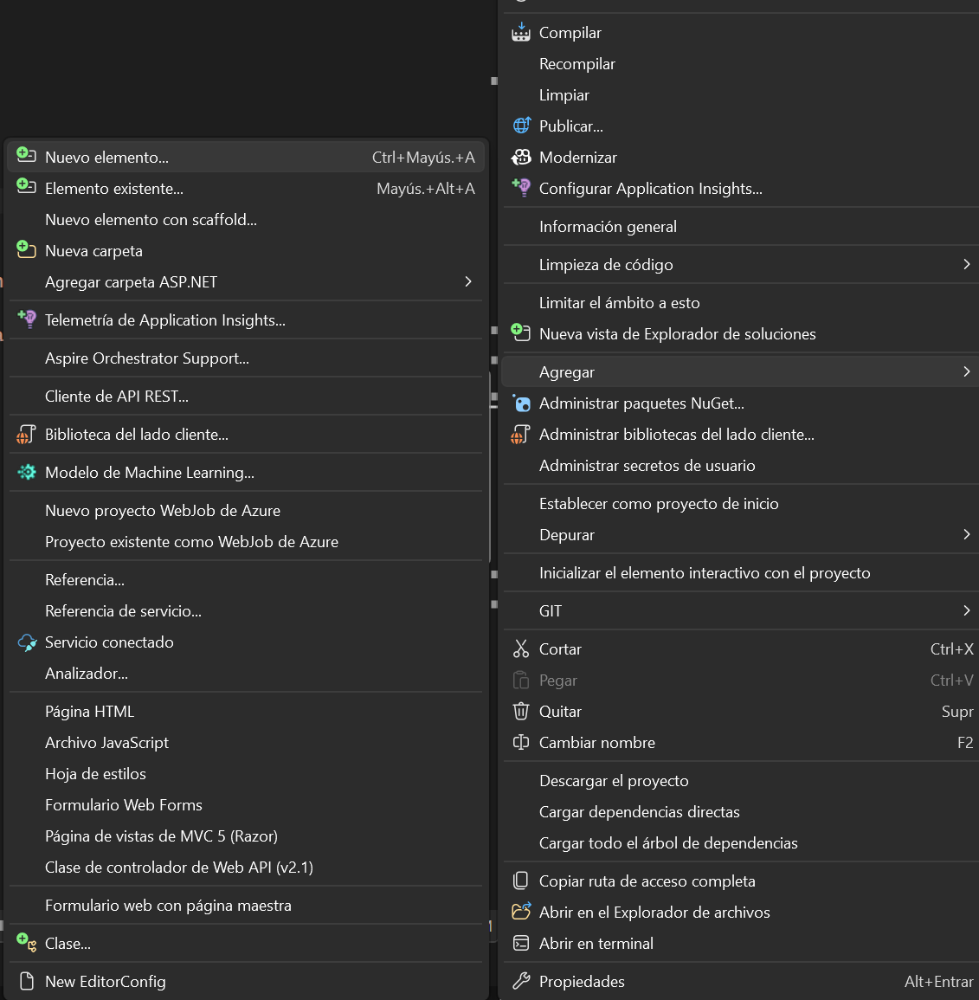 Nuevo elemento... Ctrl+Mayús.+A
Elemento existente... Mayús.+Alt+A
Nuevo elemento con scaffold...
Nueva carpeta
Agregar carpeta ASP.NET
Telemetría de Application Insights...
Aspire Orchestrator Support...
Cliente de API REST...
Biblioteca del lado cliente...
Modelo de Machine Learning...
Nuevo proyecto WebJob de Azure
Proyecto existente como WebJob de Azure
Referencia...
Referencia de servicio...
Servicio conectado
Analizador...
Página HTML
Archivo JavaScript
Hoja de estilos
Formulario Web Forms
Página de vistas de MVC 5 (Razor)
Clase de controlador de Web API (v2.1)
Formulario web con página maestra
Clase...
New EditorConfig
Compilar
Recompilar
Limpiar
Publicar...
Modernizar
Configurar Application Insights...
Información general
Limpieza de código
Limitar el ámbito a esto
Nueva vista de Explorador de soluciones
Agregar
Administrar paquetes NuGet...
Administrar bibliotecas del lado cliente...
Administrar secretos de usuario
Establecer como proyecto de inicio
Depurar
Inicializar el elemento interactivo con el proyecto
GIT
Cortar Ctrl+X
Pegar Ctrl+V
Quitar Supr
Cambiar nombre F2
Descargar el proyecto
Cargar dependencias directas
Cargar todo el árbol de dependencias
Copiar ruta de acceso completa
Abrir en el Explorador de archivos
Abrir en terminal
Propiedades Alt+Entrar